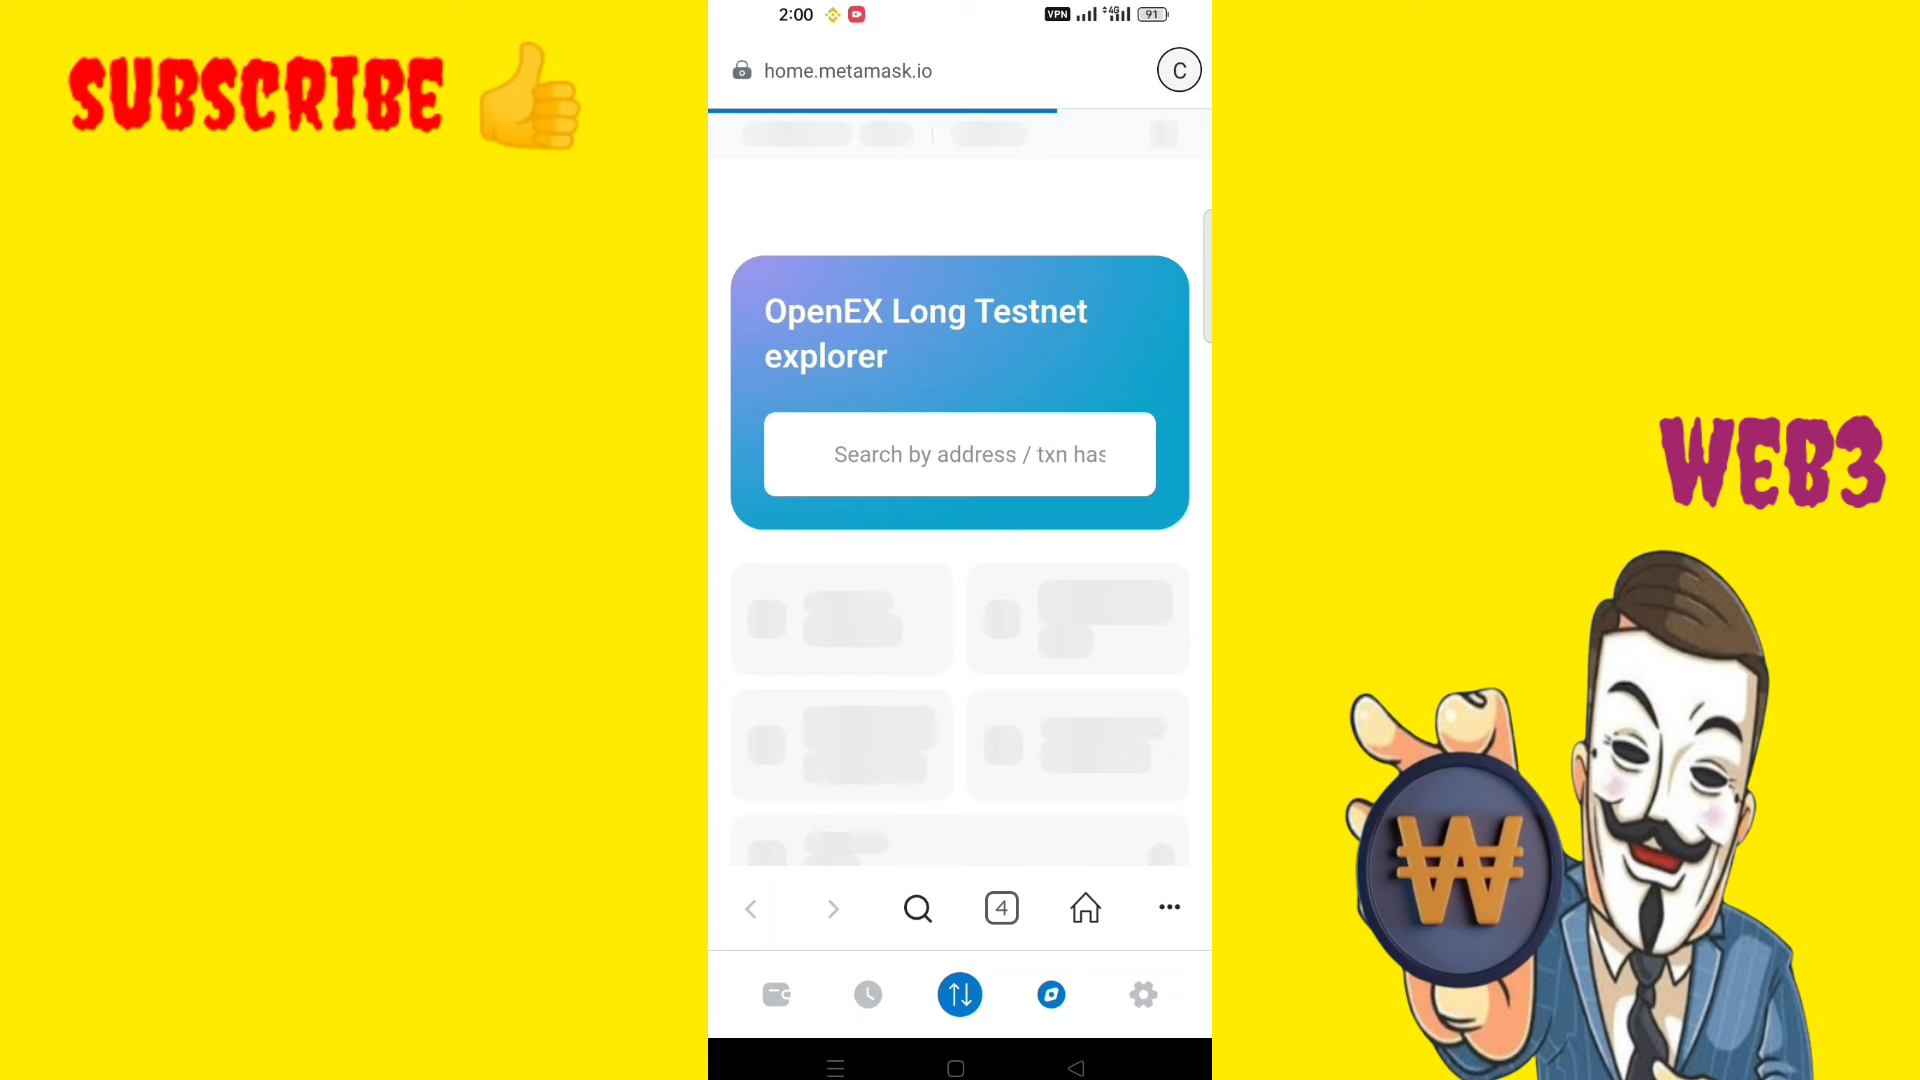 SUBSCRIBE
2:00
VPN 4G 91
home.metamask.io
C
OpenEX Long Testnet
explorer
Search by address / txn has
4
WEB3
₩